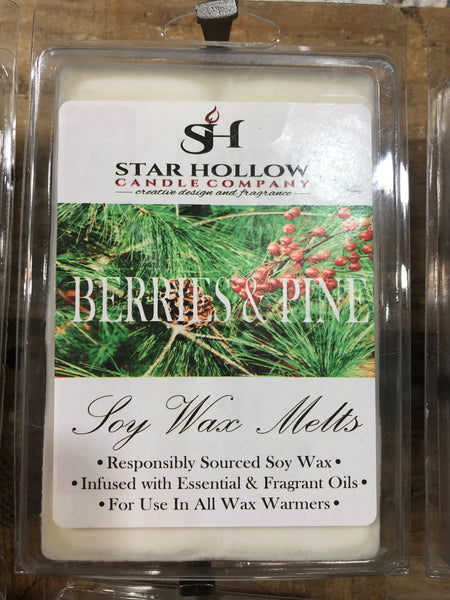 SH
STAR HOLLOW
CANDLE COMPANY
creative design and fragrance
BERRIES & PINE
Soy Wax Melts
• Responsibly Sourced Soy Wax •
• Infused with Essential & Fragrant Oils •
• For Use In All Wax Warmers •